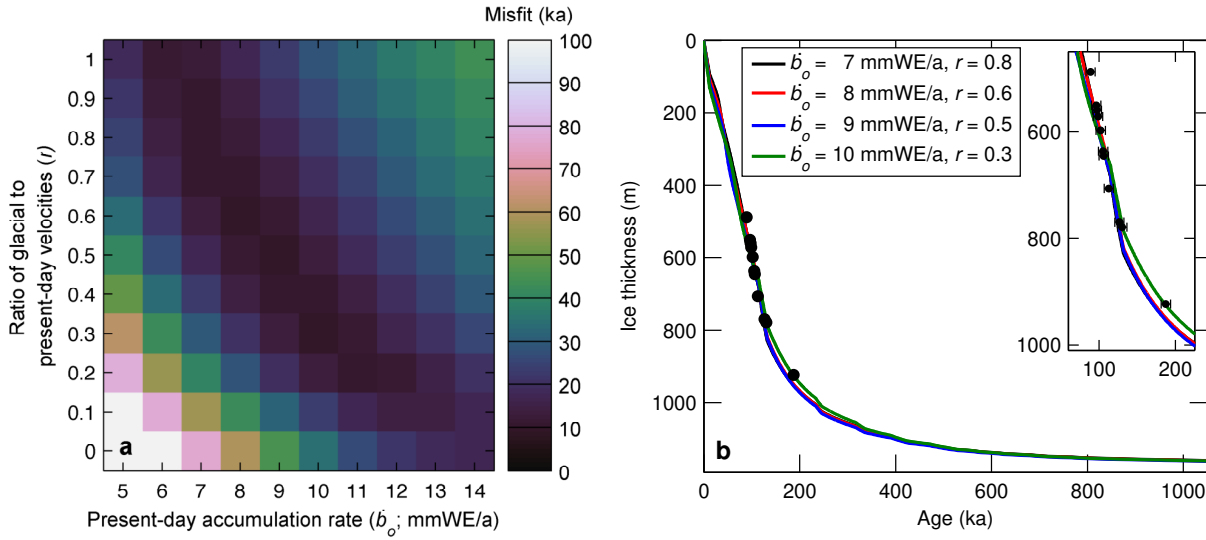 Misfit (ka)
1
0.9
0.8
0.7
0.6
0.5
0.4
0.3
0.2
0.1
0
Ratio of glacial to
present-day velocities (r)
a
5 6 7 8 9 10 11 12 13 14
Present-day accumulation rate (ḃo; mmWE/a)
100
90
80
70
60
50
40
30
20
10
0
0
200
400
600
800
1000
Ice thickness (m)
ḃo = 7 mmWE/a, r = 0.8
ḃo = 8 mmWE/a, r = 0.6
ḃo = 9 mmWE/a, r = 0.5
ḃo = 10 mmWE/a, r = 0.3
600
800
1000
100 200
b
0 200 400 600 800 1000
Age (ka)